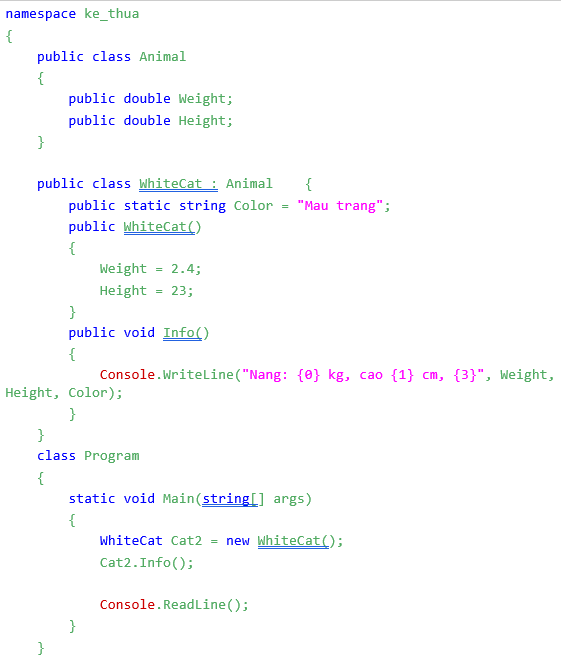 namespace ke_thua
{
    public class Animal
    {
        public double Weight;
        public double Height;
    }

    public class WhiteCat : Animal    {
        public static string Color = "Mau trang";
        public WhiteCat()
        {
            Weight = 2.4;
            Height = 23;
        }
        public void Info()
        {
            Console.WriteLine("Nang: {0} kg, cao {1} cm, {3}", Weight,
Height, Color);
        }
    }
    class Program
    {
        static void Main(string[] args)
        {
            WhiteCat Cat2 = new WhiteCat();
            Cat2.Info();

            Console.ReadLine();
        }
    }